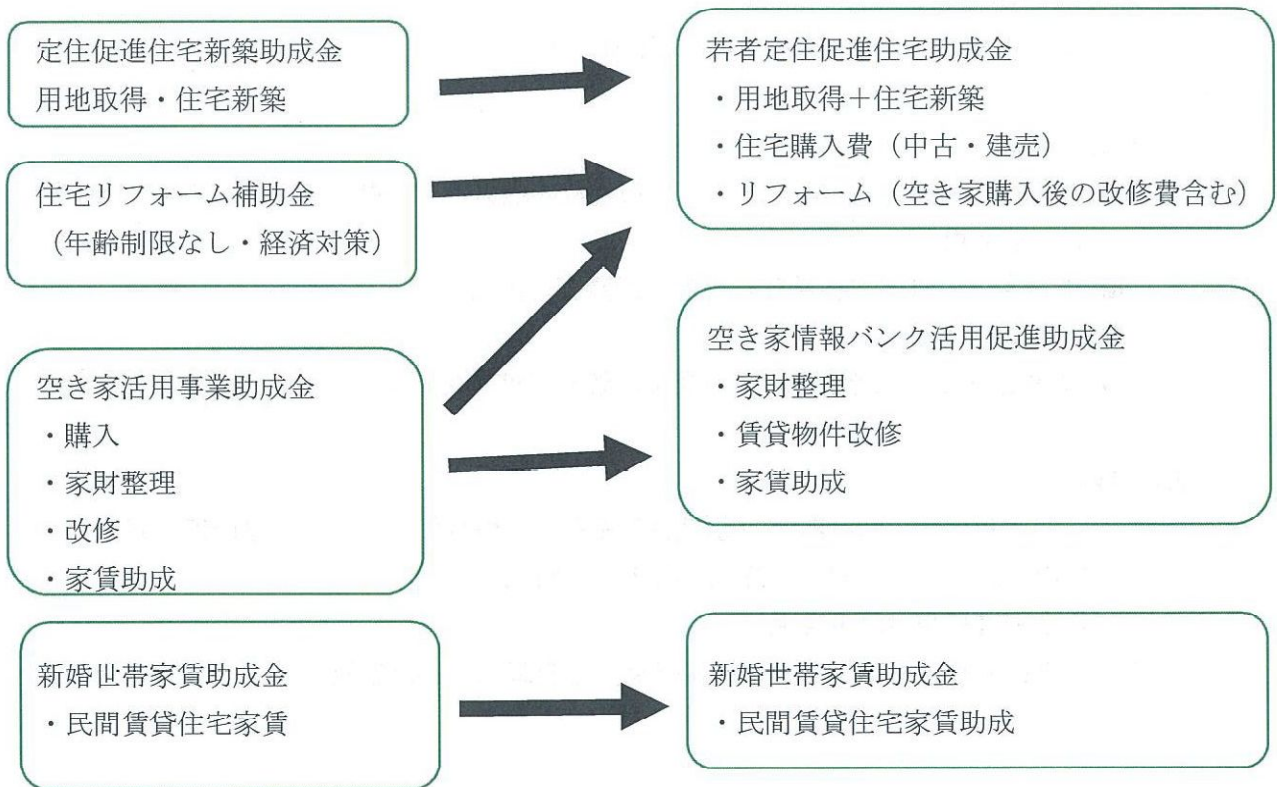 定住促進住宅新築助成金
用地取得・住宅新築
住宅リフォーム補助金
（年齢制限なし・経済対策）
空き家活用事業助成金
・購入
・家財整理
・改修
・家賃助成
新婚世帯家賃助成金
・民間賃貸住宅家賃
若者定住促進住宅助成金
・用地取得＋住宅新築
・住宅購入費（中古・建売）
・リフォーム（空き家購入後の改修費含む）
空き家情報バンク活用促進助成金
・家財整理
・賃貸物件改修
・家賃助成
新婚世帯家賃助成金
・民間賃貸住宅家賃助成